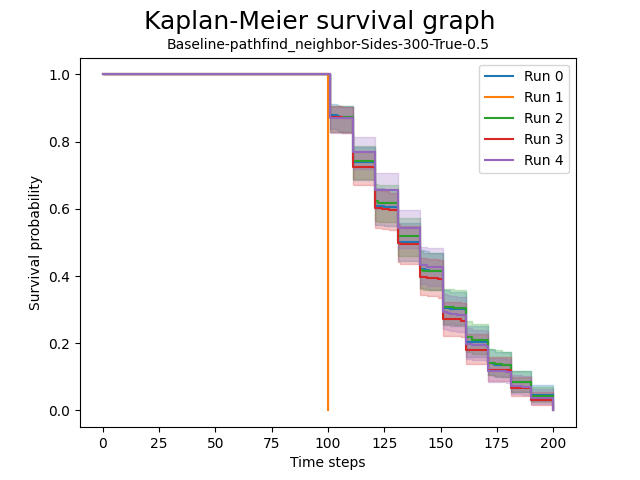 Kaplan-Meier survival graph
Baseline-pathfind_neighbor-Sides-300-True-0.5
Run 0
Run 1
Run 2
Run 3
Run 4
Survival probability
1.0
0.8
0.6
0.4
0.2
0.0
0 25 50 75 100 125 150 175 200
Time steps